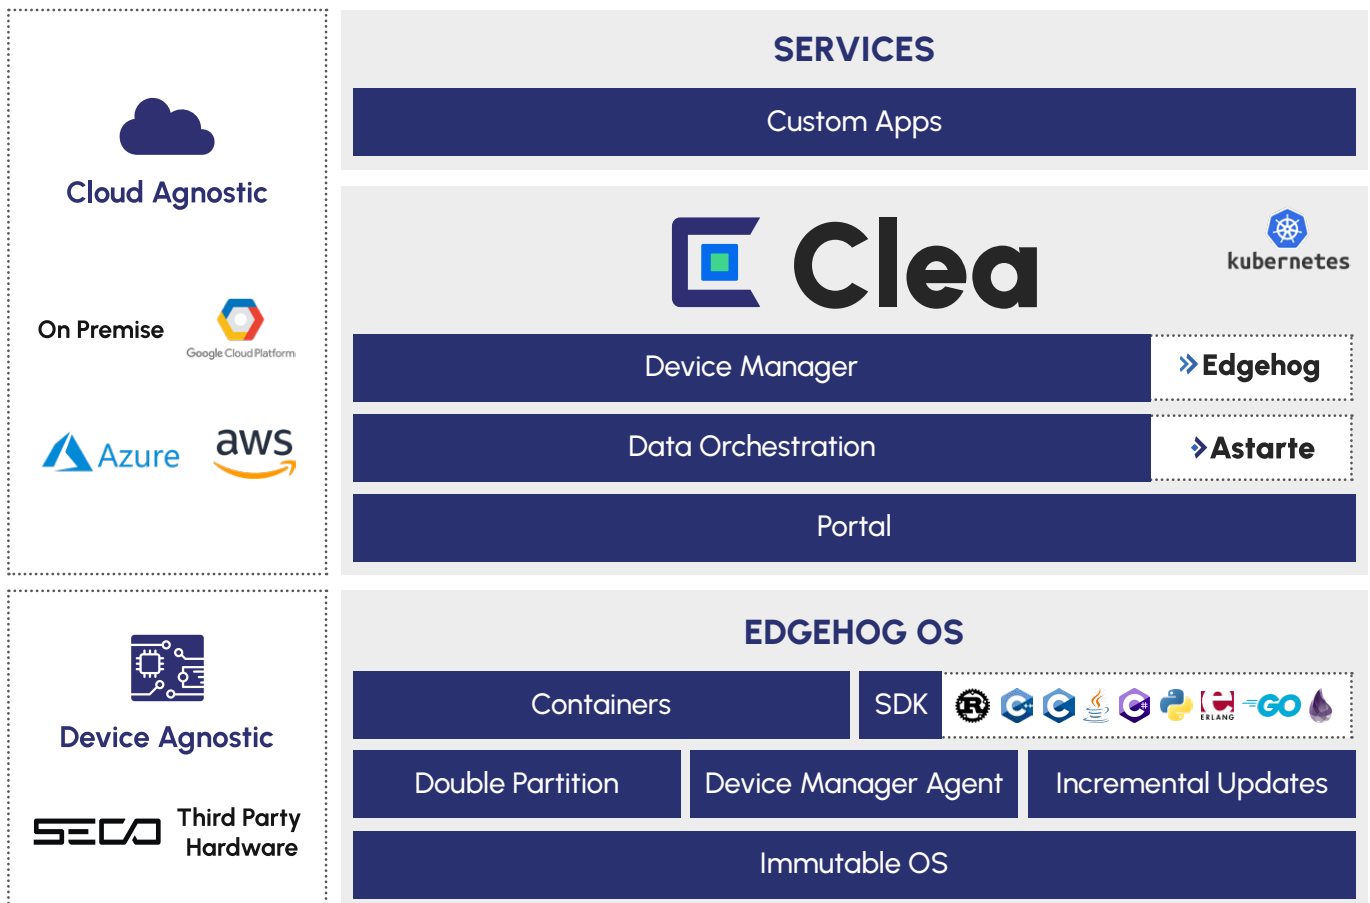 Cloud Agnostic
On Premise
Google Cloud Platform
Azure
aws
SERVICES
Custom Apps
Clea
kubernetes
Device Manager
Edgehog
Data Orchestration
Astarte
Portal
Device Agnostic
SECO
Third Party
Hardware
EDGEHOG OS
Containers
SDK
R
C++
C
Java
C#
ERLANG
GO
Double Partition
Device Manager Agent
Incremental Updates
Immutable OS